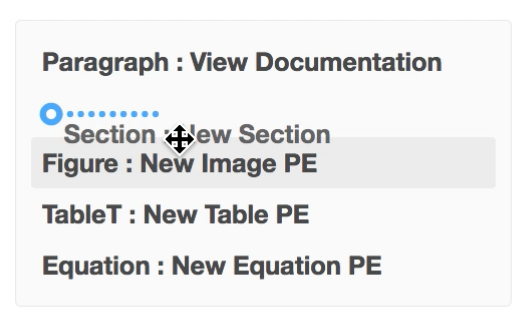 Paragraph : View Documentation
Section : New Section
Figure : New Image PE
TableT : New Table PE
Equation : New Equation PE